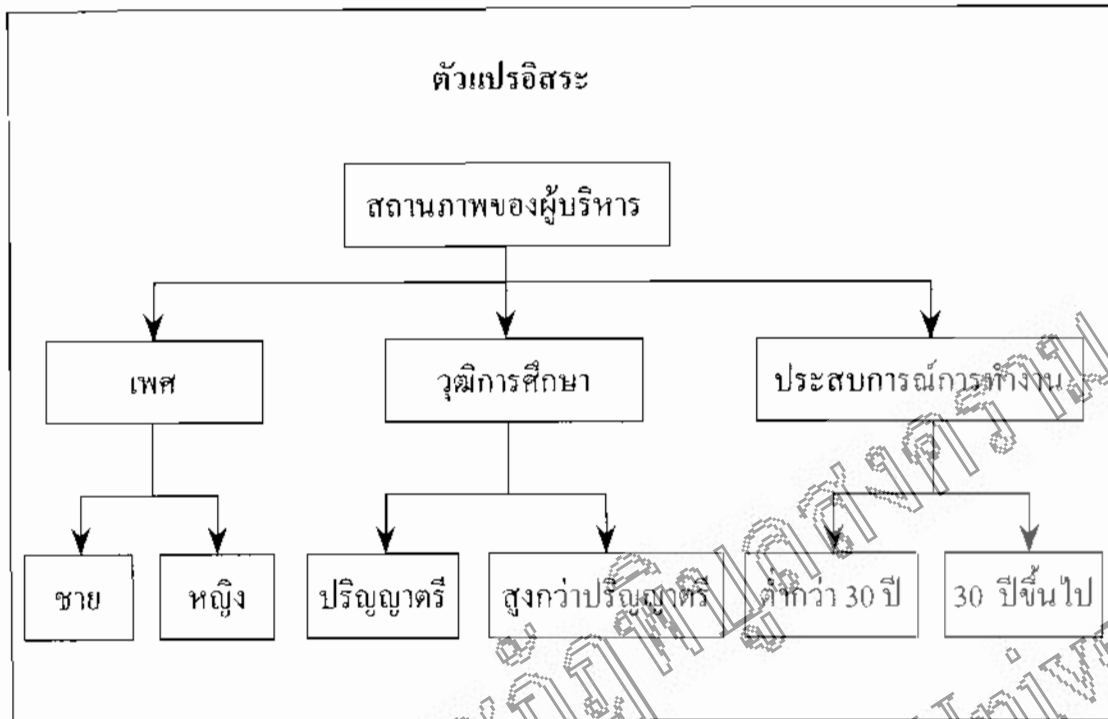 ตัวแปรอิสระ
สถานภาพของผู้บริหาร
เพศ วุฒิการศึกษา ประสบการณ์การทำงาน
ชาย หญิง ปริญญาตรี สูงกว่าปริญญาตรี ต่ำกว่า 30 ปี 30 ปีขึ้นไป